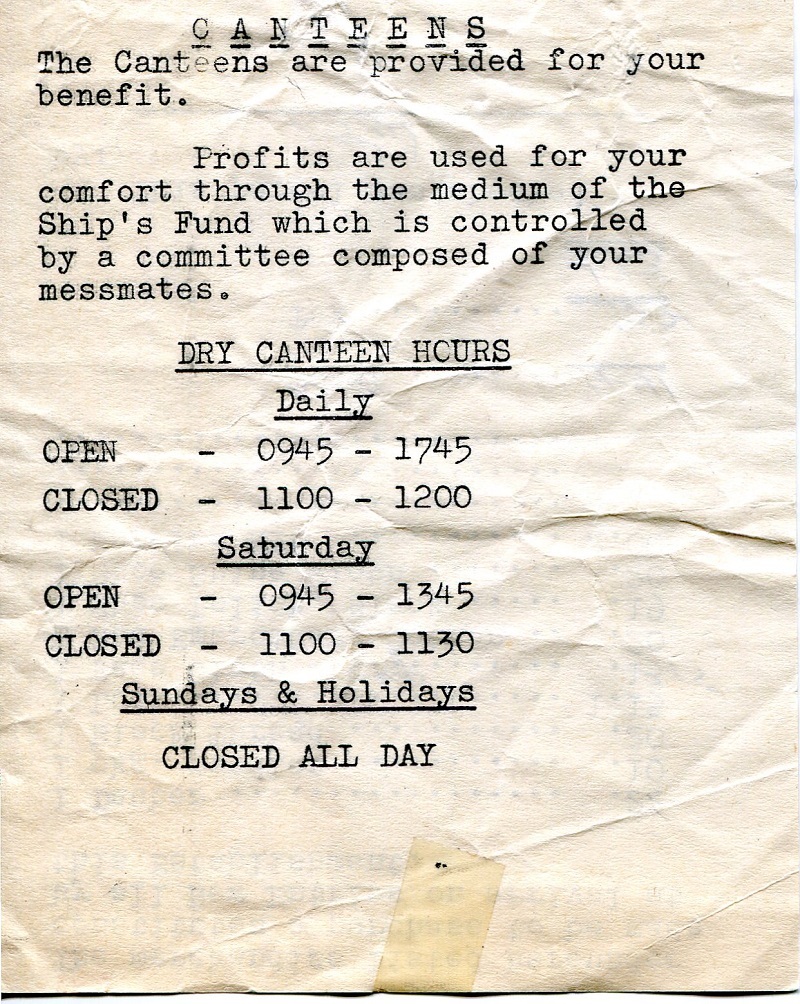 C A N T E E N S
The Canteens are provided for your
benefit.
Profits are used for your
comfort through the medium of the
Ship's Fund which is controlled
by a committee composed of your
messmates.
DRY CANTEEN HOURS
Daily
OPEN - 0945 - 1745
CLOSED - 1100 - 1200
Saturday
OPEN - 0945 - 1345
CLOSED - 1100 - 1130
Sundays & Holidays
CLOSED ALL DAY